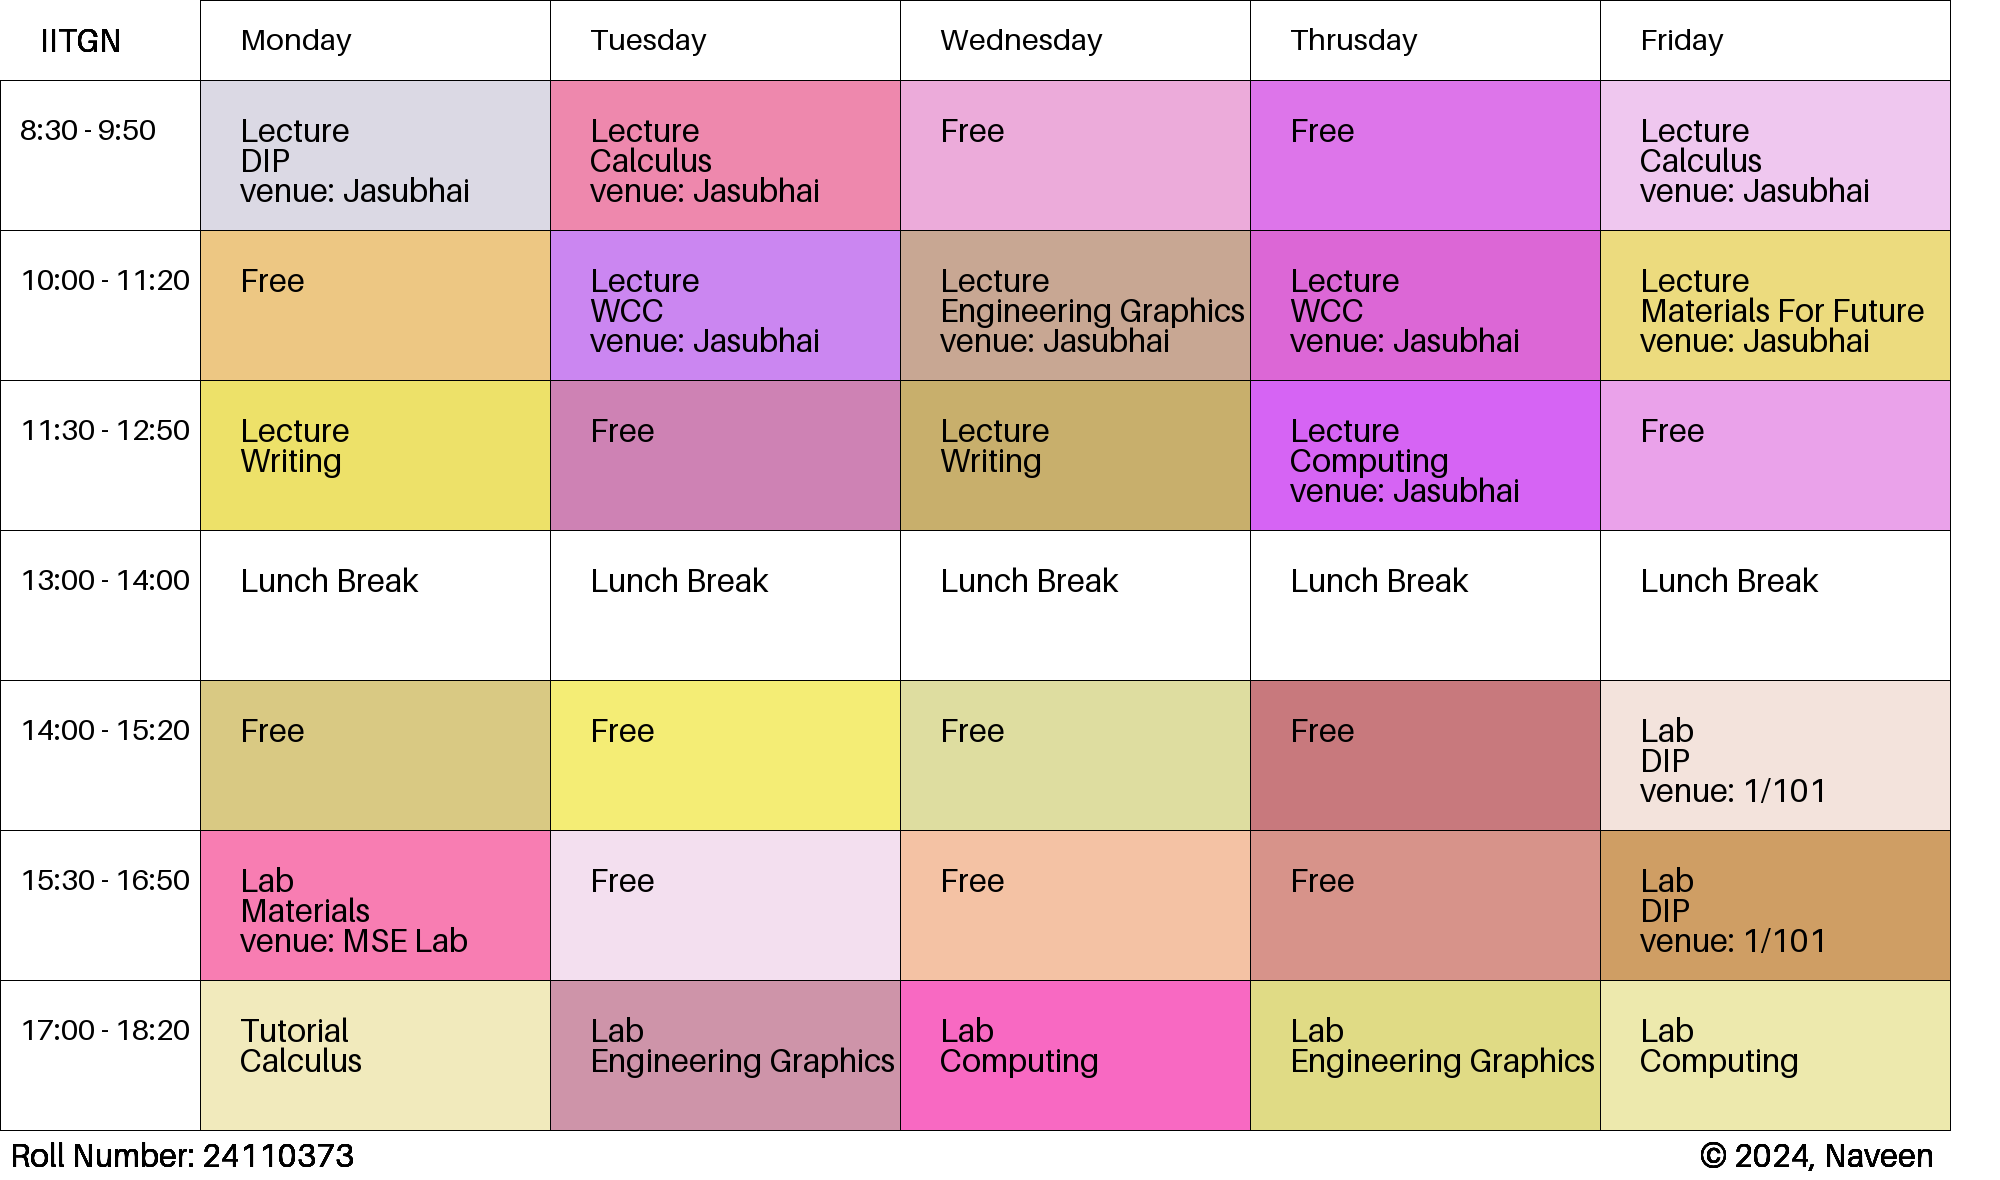 IITGN
Monday
Tuesday
Wednesday
Thrusday
Friday
8:30 - 9:50
Lecture
DIP
venue: Jasubhai
Lecture
Calculus
venue: Jasubhai
Free
Free
Lecture
Calculus
venue: Jasubhai
10:00 - 11:20
Free
Lecture
WCC
venue: Jasubhai
Lecture
Engineering Graphics
venue: Jasubhai
Lecture
WCC
venue: Jasubhai
Lecture
Materials For Future
venue: Jasubhai
11:30 - 12:50
Lecture
Writing
Free
Lecture
Writing
Lecture
Computing
venue: Jasubhai
Free
13:00 - 14:00
Lunch Break
Lunch Break
Lunch Break
Lunch Break
Lunch Break
14:00 - 15:20
Free
Free
Free
Free
Lab
DIP
venue: 1/101
15:30 - 16:50
Lab
Materials
venue: MSE Lab
Free
Free
Free
Lab
DIP
venue: 1/101
17:00 - 18:20
Tutorial
Calculus
Lab
Engineering Graphics
Lab
Computing
Lab
Engineering Graphics
Lab
Computing
Roll Number: 24110373
© 2024, Naveen